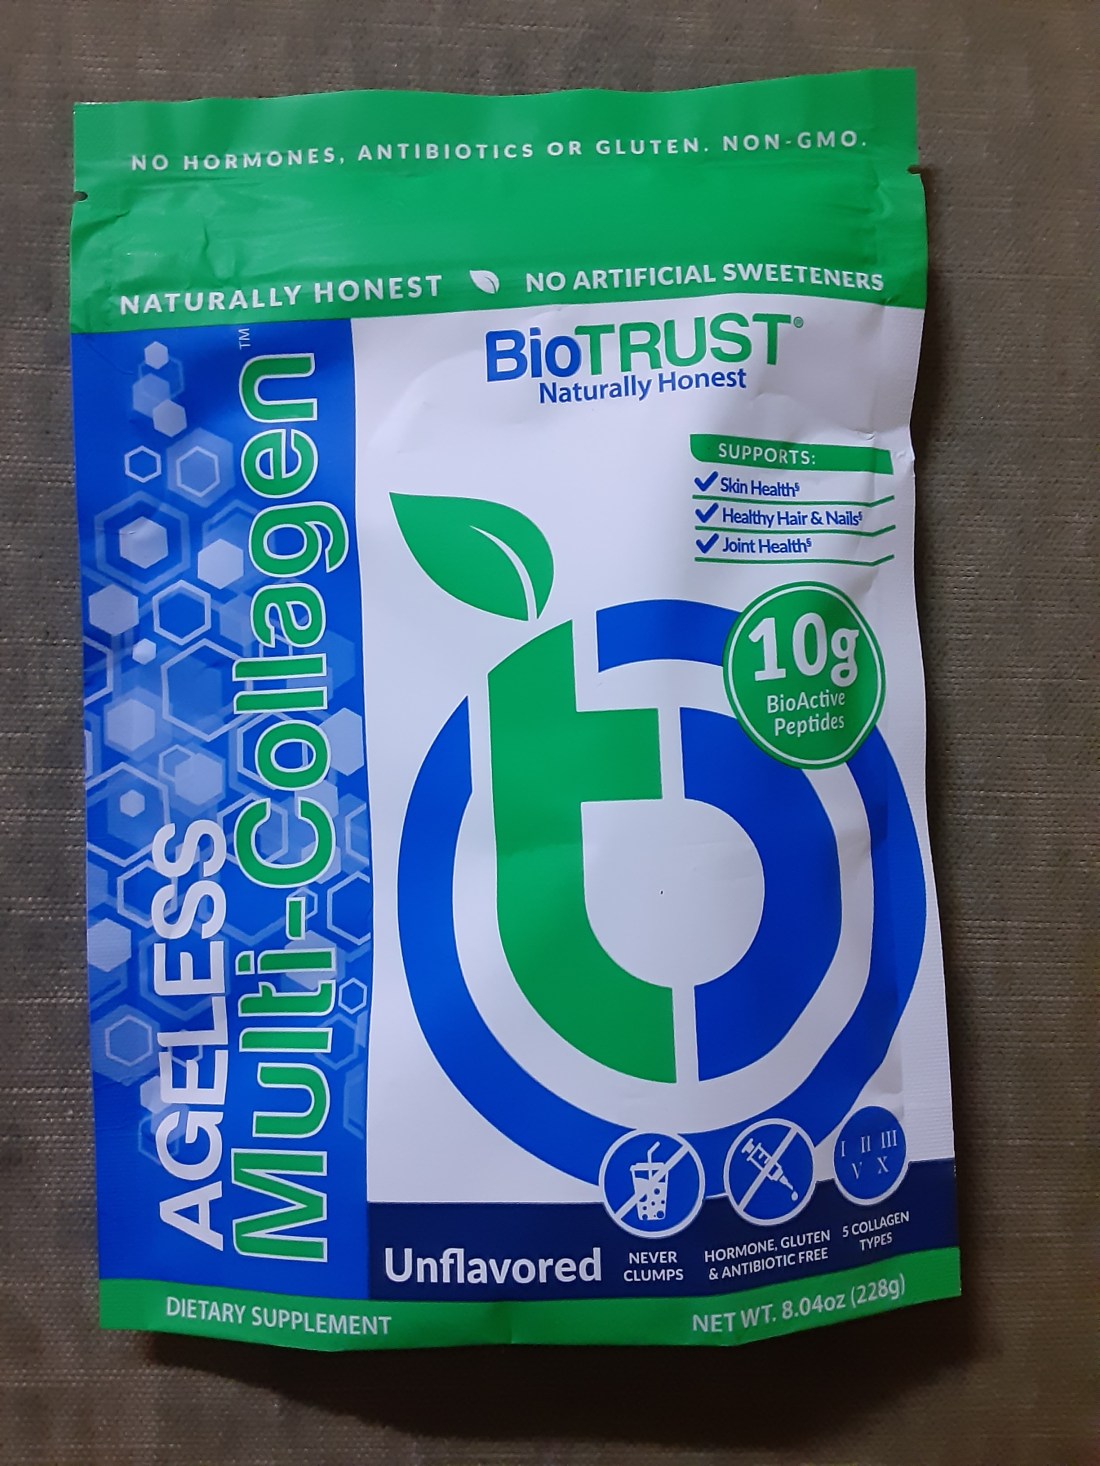 NO HORMONES, ANTIBIOTICS OR GLUTEN. NON-GMO.
NATURALLY HONEST NO ARTIFICIAL SWEETENERS
AGELESS
Multi-Collagen™
BioTRUST®
Naturally Honest
SUPPORTS:
Skin Health§
Healthy Hair & Nails§
Joint Health§
10g
BioActive
Peptides
I II III
V X
Unflavored
NEVER
CLUMPS
HORMONE, GLUTEN
& ANTIBIOTIC FREE
5 COLLAGEN
TYPES
DIETARY SUPPLEMENT
NET WT. 8.04oz (228g)